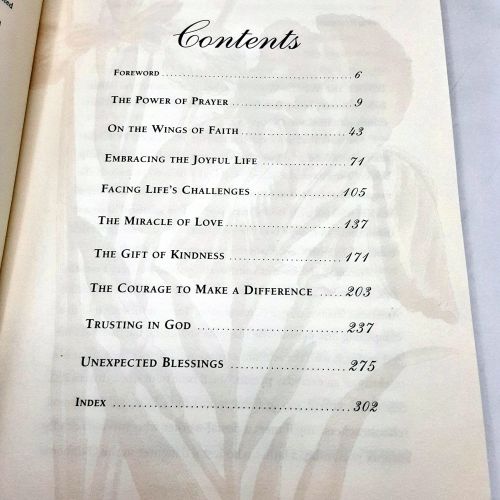 Contents
Foreword 6
The Power of Prayer 9
On the Wings of Faith 43
Embracing the Joyful Life 71
Facing Life's Challenges 105
The Miracle of Love 137
The Gift of Kindness 171
The Courage to Make a Difference 203
Trusting in God 237
Unexpected Blessings 275
Index 302